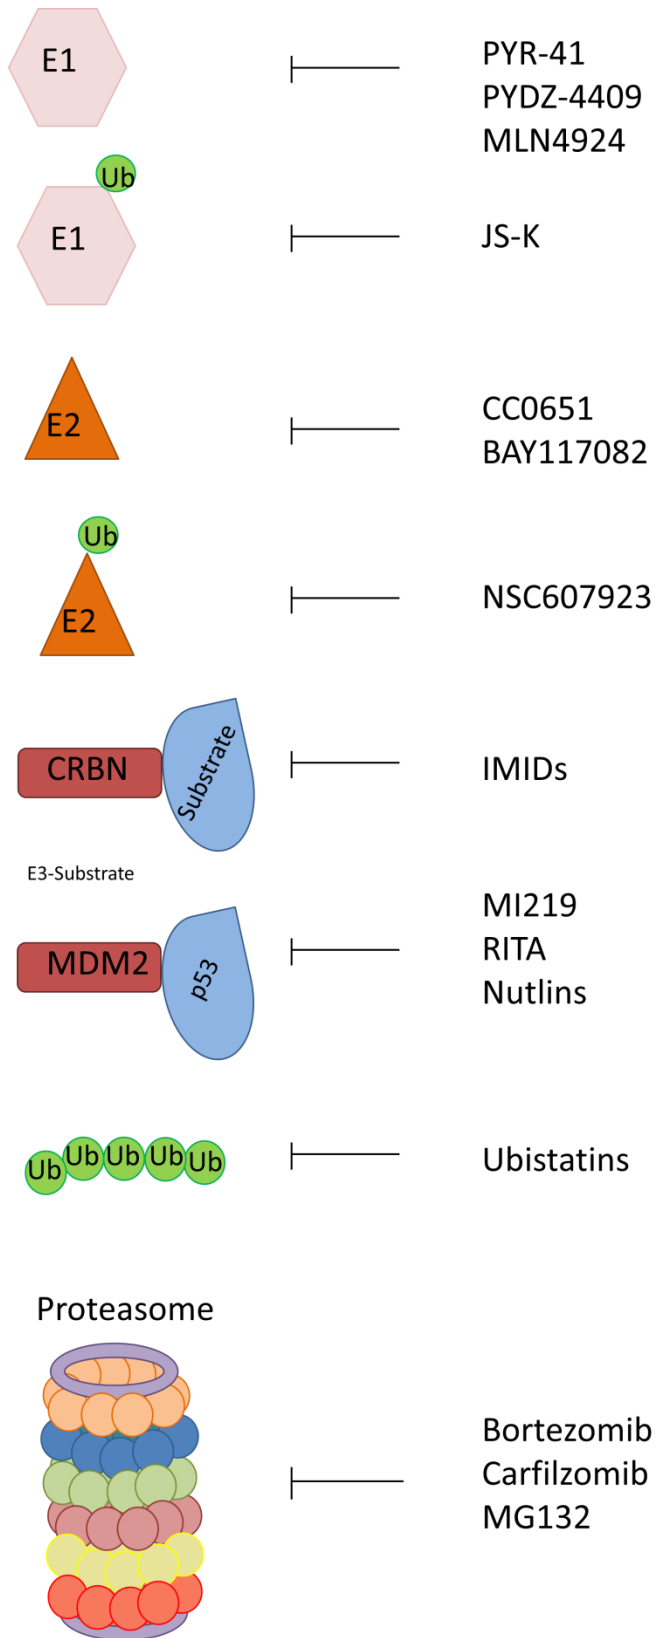 E1
PYR-41
PYDZ-4409
MLN4924
Ub
E1
JS-K
E2
CC0651
BAY117082
Ub
E2
NSC607923
CRBN
Substrate
IMIDs
E3-Substrate
MDM2
p53
MI219
RITA
Nutlins
Ub Ub Ub Ub Ub
Ubistatins
Proteasome
Bortezomib
Carfilzomib
MG132